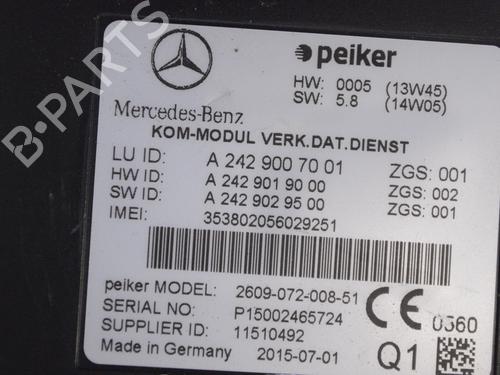 peiker
HW: 0005 (13W45)
SW: 5.8 (14W05)
Mercedes-Benz
KOM-MODUL VERK.DAT.DIENST
LU ID: A 242 900 70 01 ZGS: 001
HW ID: A 242 901 90 00 ZGS: 002
SW ID: A 242 902 95 00 ZGS: 001
IMEI: 353802056029251
peiker MODEL: 2609-072-008-51
SERIAL NO: P15002465724 CE 0560
SUPPLIER ID: 11510492
Made in Germany 2015-07-01 Q1
B-PARTS